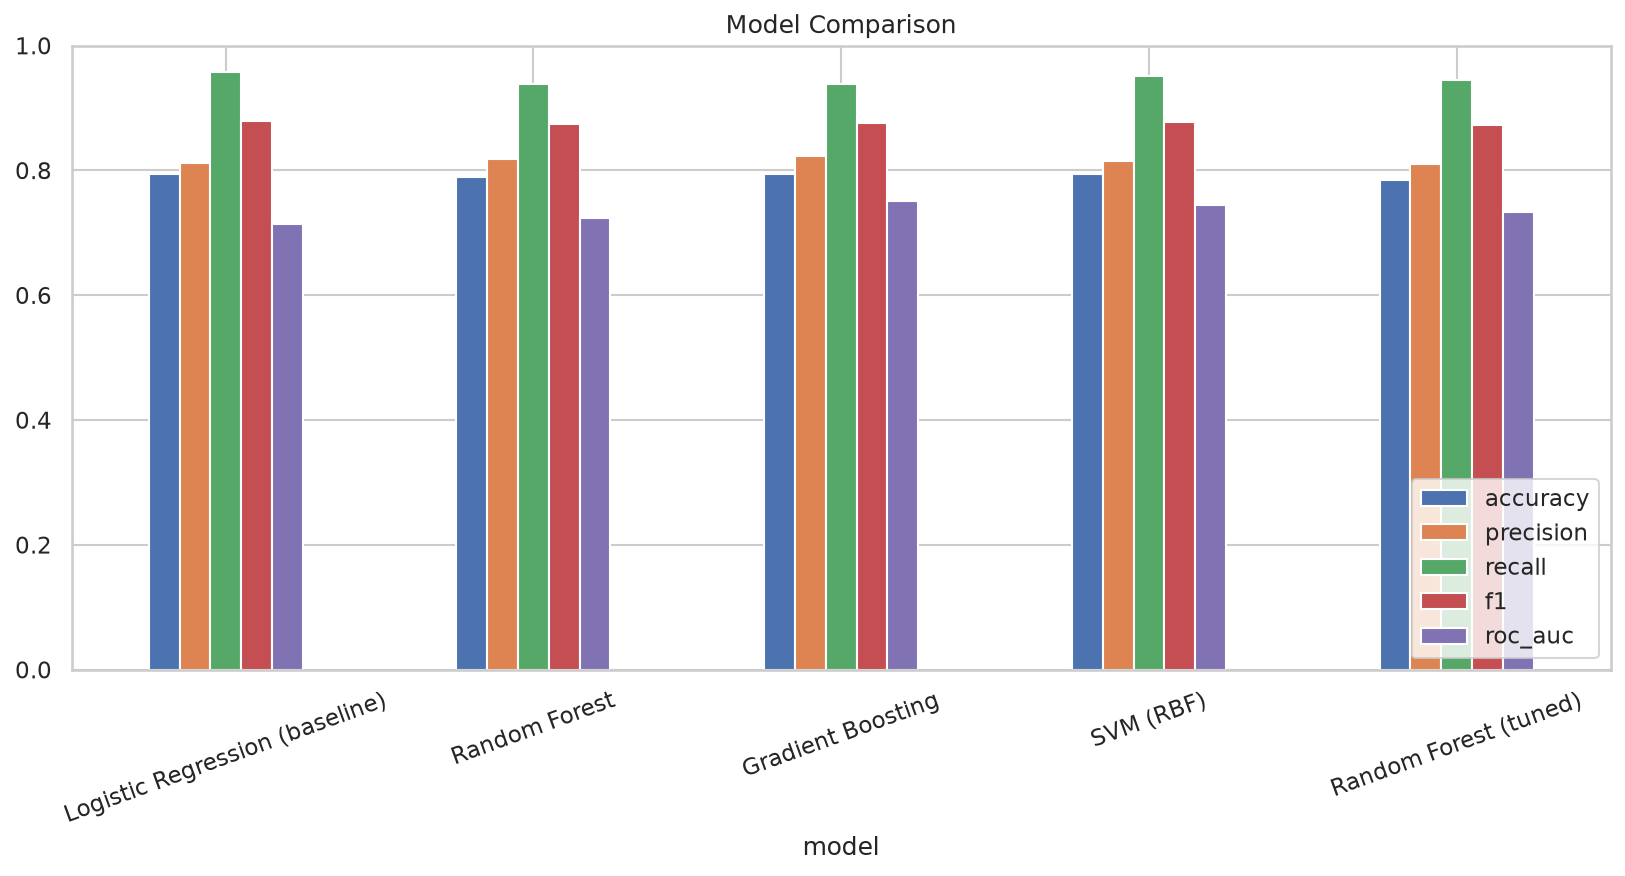 Model Comparison
1.0
0.8
0.6
0.4
0.2
0.0
accuracy
precision
recall
f1
roc_auc
Logistic Regression (baseline)
Random Forest
Gradient Boosting
SVM (RBF)
Random Forest (tuned)
model